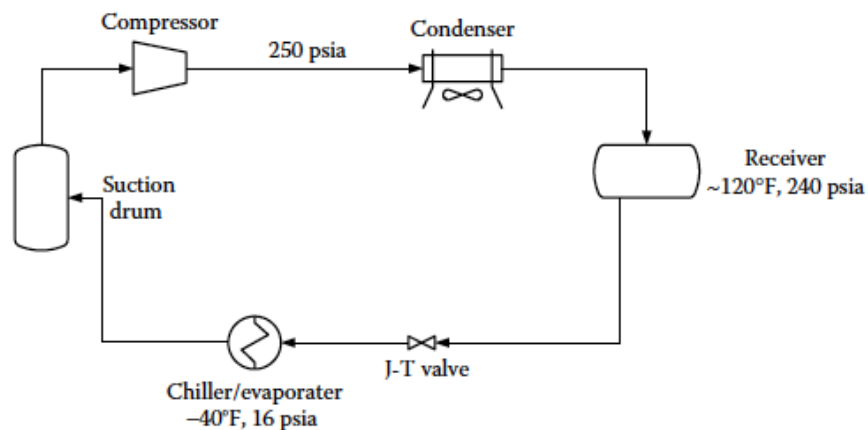 Compressor
250 psia
Condenser
Suction
drum
Receiver
~120°F, 240 psia
J-T valve
Chiller/evaporater
–40°F, 16 psia